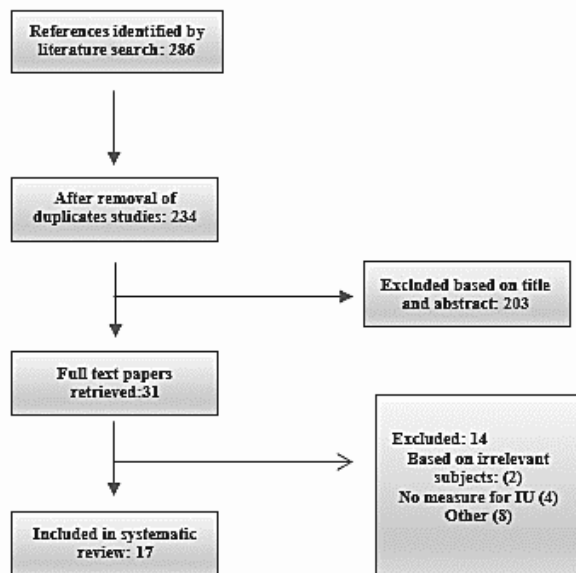 References identified by
literature search: 286
After removal of
duplicates studies: 234
Excluded based on title
and abstract: 203
Full text papers
retrieved:31
Excluded: 14
Based on irrelevant
subjects: (2)
No measure for IU (4)
Other (8)
Included in systematic
review: 17